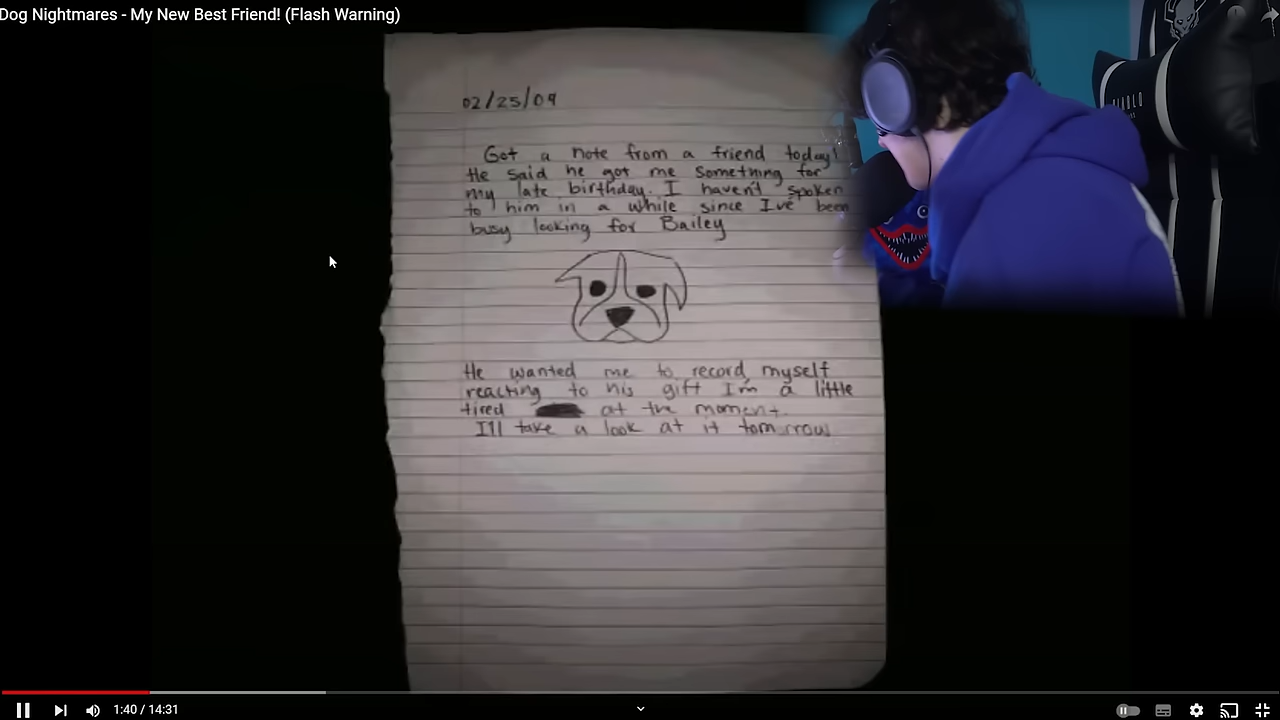 Dog Nightmares - My New Best Friend! (Flash Warning)
02/25/09
Got a note from a friend today!
He said he got me something for
my late birthday. I haven't spoken
to him in a while since I've been
busy looking for Bailey
He wanted me to record myself
reacting to his gift I'm a little
tired at the moment.
I'll take a look at it tomorrow
DIABLO
1:40 / 14:31